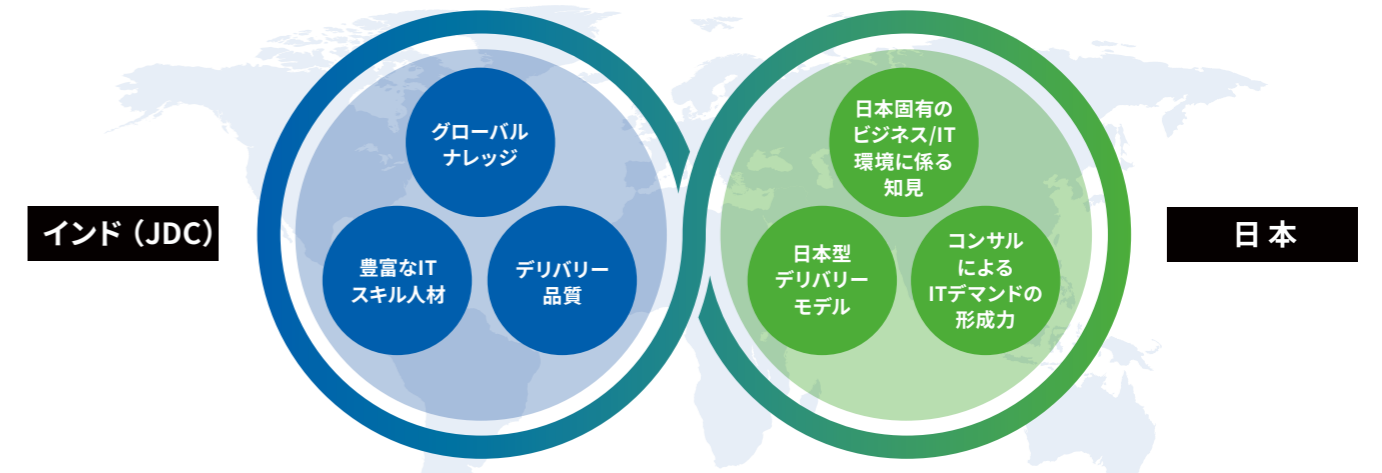 インド（JDC）
グローバル
ナレッジ
豊富なIT
スキル人材
デリバリー
品質
日本固有の
ビジネス/IT
環境に係る
知見
日本型
デリバリー
モデル
コンサル
による
ITデマンドの
形成力
日本